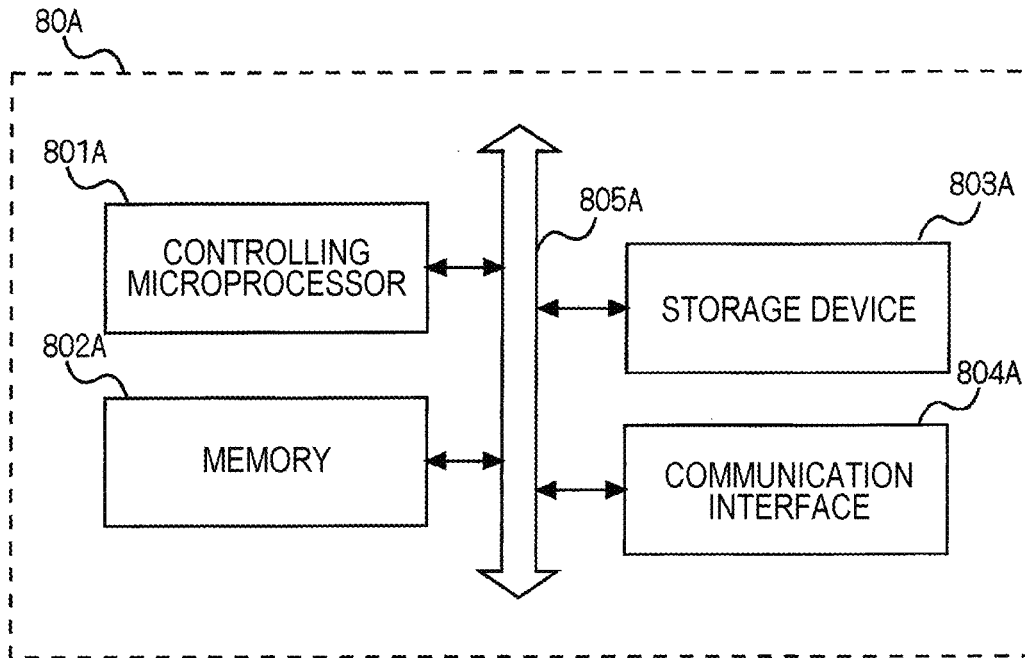 80A
801A
CONTROLLING
MICROPROCESSOR
802A
MEMORY
805A
803A
STORAGE DEVICE
804A
COMMUNICATION
INTERFACE